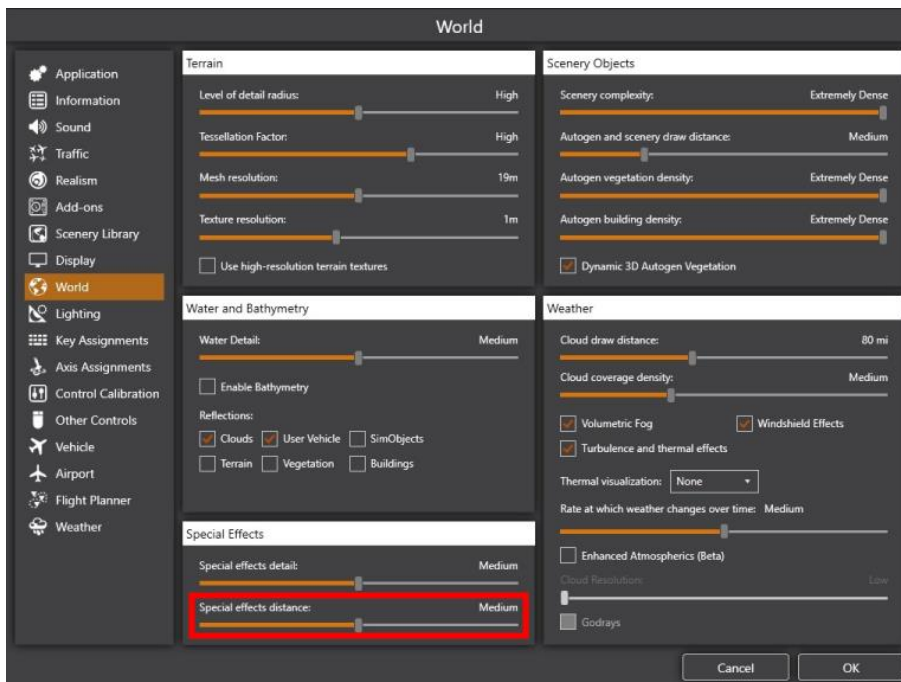 World
Application
Information
Sound
Traffic
Realism
Add-ons
Scenery Library
Display
World
Lighting
Key Assignments
Axis Assignments
Control Calibration
Other Controls
Vehicle
Airport
Flight Planner
Weather
Terrain
Level of detail radius: High
Tessellation Factor: High
Mesh resolution: 19m
Texture resolution: 1m
Use high-resolution terrain textures
Water and Bathymetry
Water Detail: Medium
Enable Bathymetry
Reflections:
Clouds User Vehicle SimObjects
Terrain Vegetation Buildings
Special Effects
Special effects detail: Medium
Special effects distance: Medium
Scenery Objects
Scenery complexity: Extremely Dense
Autogen and scenery draw distance: Medium
Autogen vegetation density: Extremely Dense
Autogen building density: Extremely Dense
Dynamic 3D Autogen Vegetation
Weather
Cloud draw distance: 80 mi
Cloud coverage density: Medium
Volumetric Fog Windshield Effects
Turbulence and thermal effects
Thermal visualization: None
Rate at which weather changes over time: Medium
Enhanced Atmospherics (Beta)
Cloud Resolution: Low
Godrays
Cancel OK